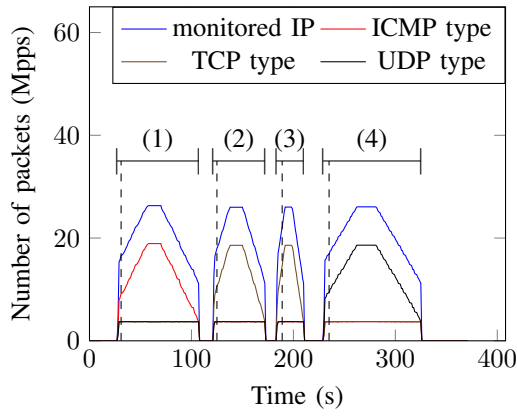 monitored IP ICMP type
TCP type UDP type
60
40
20
0
(1) (2) (3) (4)
0 100 200 300 400
Number of packets (Mpps)
Time (s)